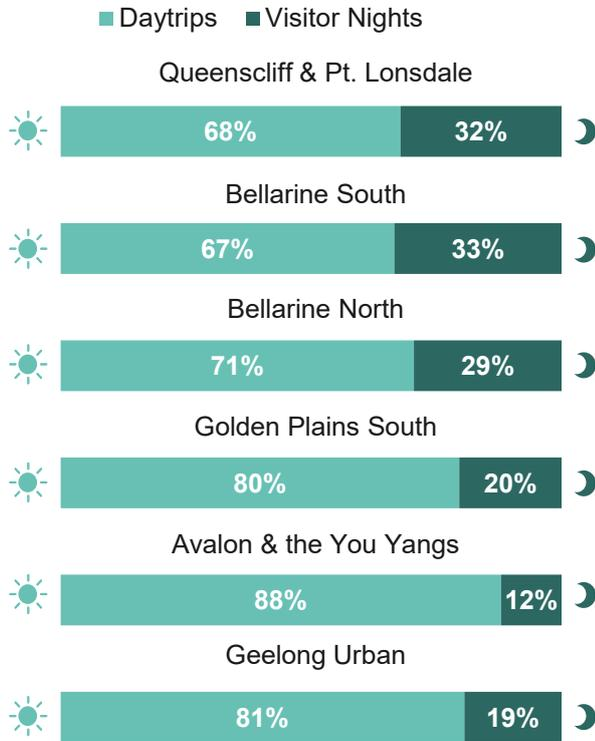 Daytrips Visitor Nights
Queenscliff & Pt. Lonsdale
68% 32%
Bellarine South
67% 33%
Bellarine North
71% 29%
Golden Plains South
80% 20%
Avalon & the You Yangs
88% 12%
Geelong Urban
81% 19%